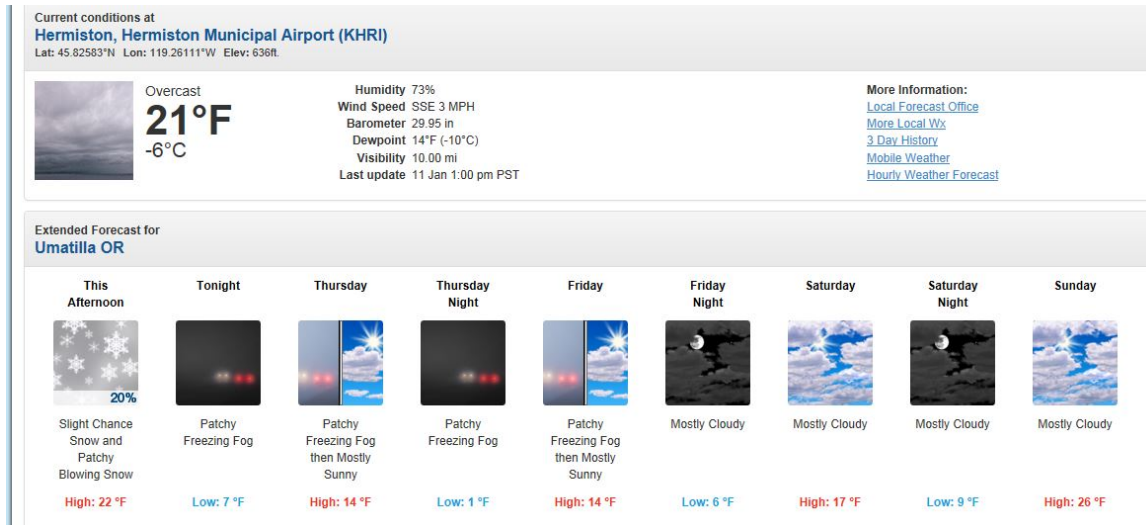 Current conditions at
Hermiston, Hermiston Municipal Airport (KHRI)
Lat: 45.82583°N Lon: 119.26111°W Elev: 636ft.
Overcast
21°F
-6°C
Humidity 73%
Wind Speed SSE 3 MPH
Barometer 29.95 in
Dewpoint 14°F (-10°C)
Visibility 10.00 mi
Last update 11 Jan 1:00 pm PST
More Information:
Local Forecast Office
More Local Wx
3 Day History
Mobile Weather
Hourly Weather Forecast
Extended Forecast for
Umatilla OR
This
Afternoon
20%
Slight Chance
Snow and
Patchy
Blowing Snow
High: 22 °F
Tonight
Patchy
Freezing Fog
Low: 7 °F
Thursday
Patchy
Freezing Fog
then Mostly
Sunny
High: 14 °F
Thursday
Night
Patchy
Freezing Fog
Low: 1 °F
Friday
Patchy
Freezing Fog
then Mostly
Sunny
High: 14 °F
Friday
Night
Mostly Cloudy
Low: 6 °F
Saturday
Mostly Cloudy
High: 17 °F
Saturday
Night
Mostly Cloudy
Low: 9 °F
Sunday
Mostly Cloudy
High: 26 °F